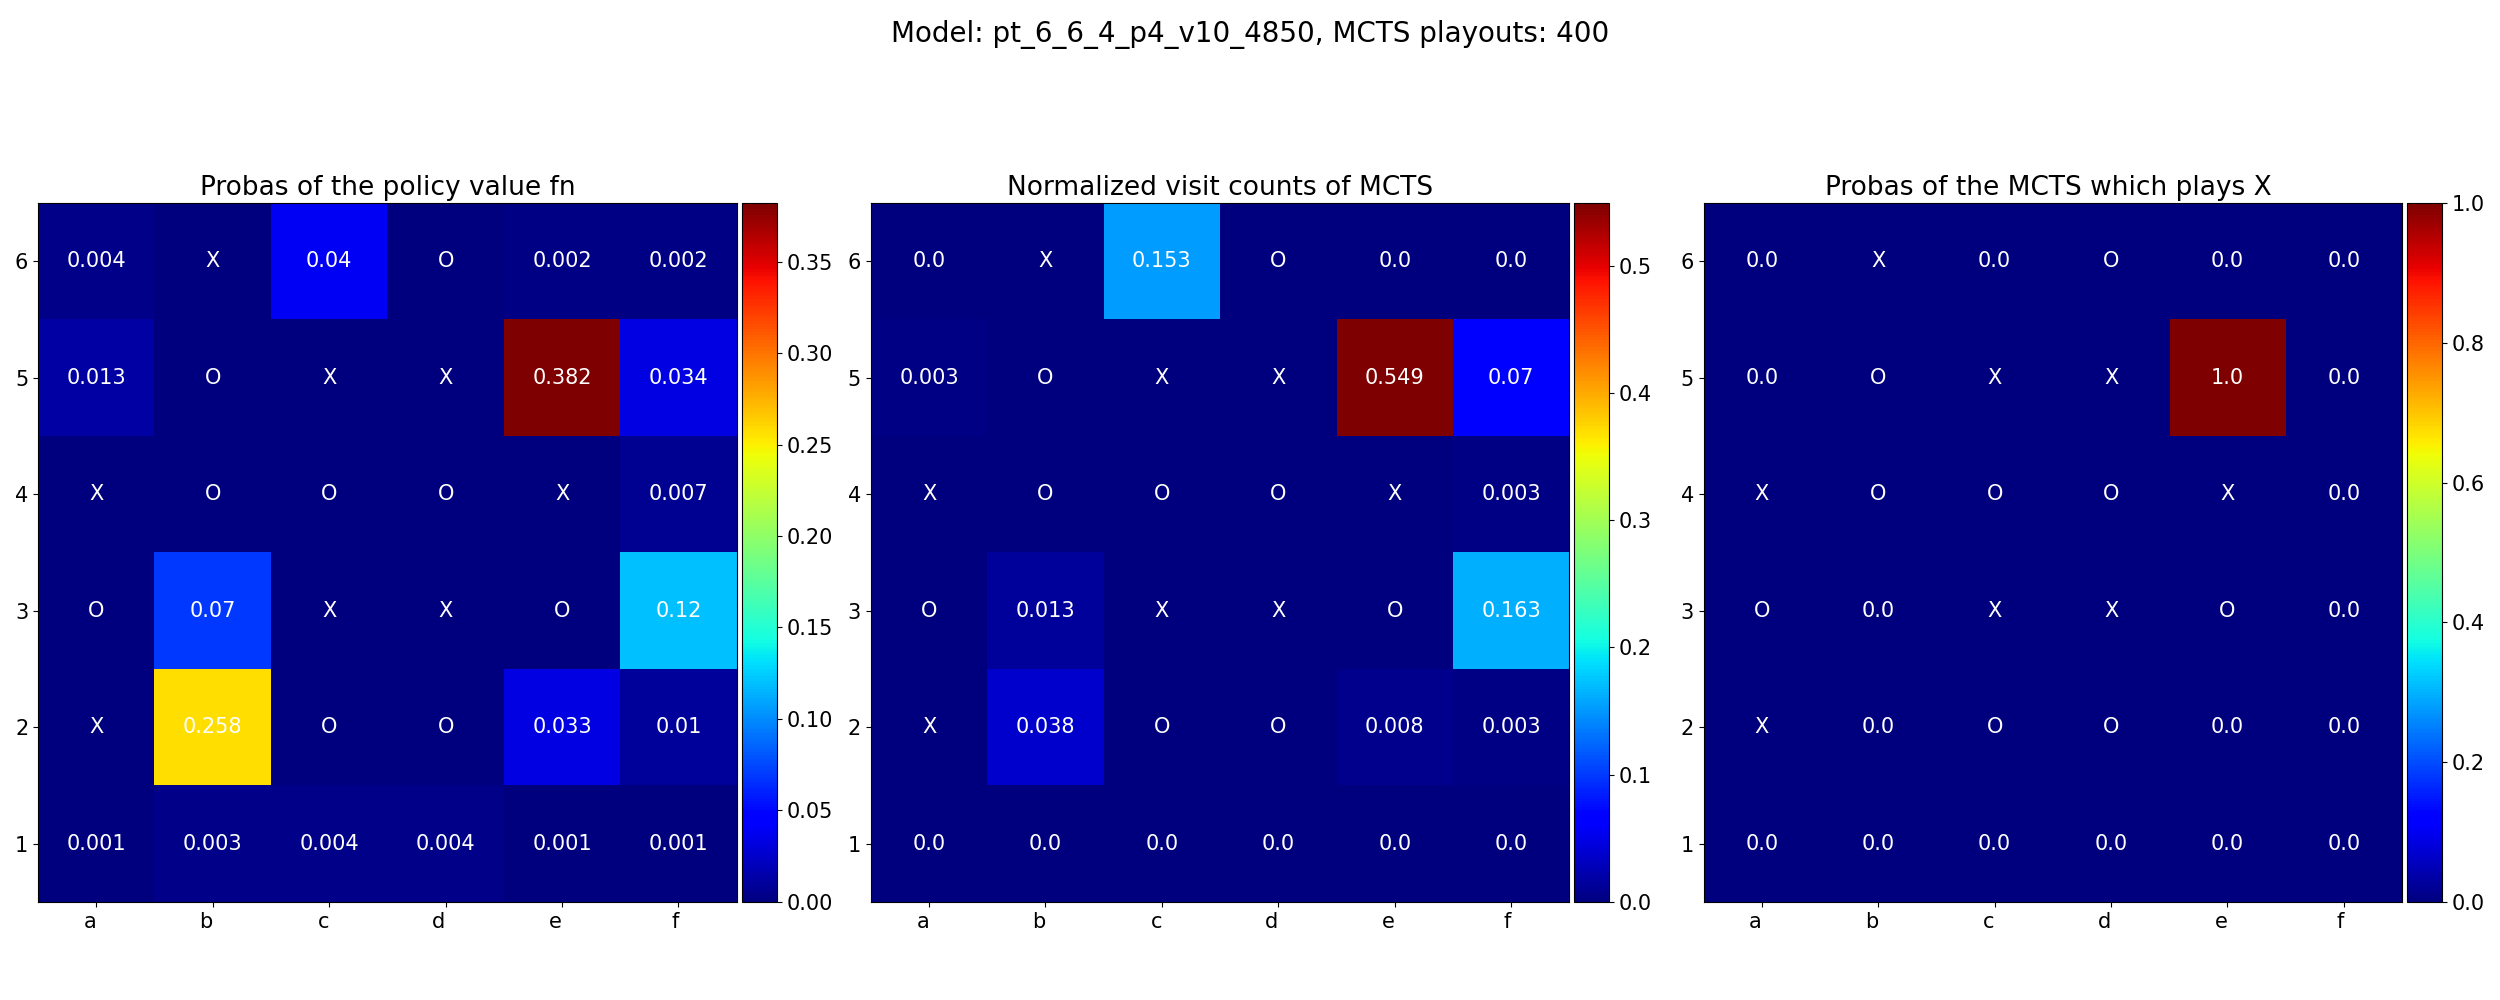 Model: pt_6_6_4_p4_v10_4850, MCTS playouts: 400
Probas of the policy value fn
6 0.004 X 0.04 O 0.002 0.002
5 0.013 O X X 0.382 0.034
4 X O O O X 0.007
3 O 0.07 X X O 0.12
2 X 0.258 O O 0.033 0.01
1 0.001 0.003 0.004 0.004 0.001 0.001
a b c d e f
0.35
0.30
0.25
0.20
0.15
0.10
0.05
0.00
Normalized visit counts of MCTS
6 0.0 X 0.153 O 0.0 0.0
5 0.003 O X X 0.549 0.07
4 X O O O X 0.003
3 O 0.013 X X O 0.163
2 X 0.038 O O 0.008 0.003
1 0.0 0.0 0.0 0.0 0.0 0.0
a b c d e f
0.5
0.4
0.3
0.2
0.1
0.0
Probas of the MCTS which plays X
6 0.0 X 0.0 O 0.0 0.0
5 0.0 O X X 1.0 0.0
4 X O O O X 0.0
3 O 0.0 X X O 0.0
2 X 0.0 O O 0.0 0.0
1 0.0 0.0 0.0 0.0 0.0 0.0
a b c d e f
1.0
0.8
0.6
0.4
0.2
0.0